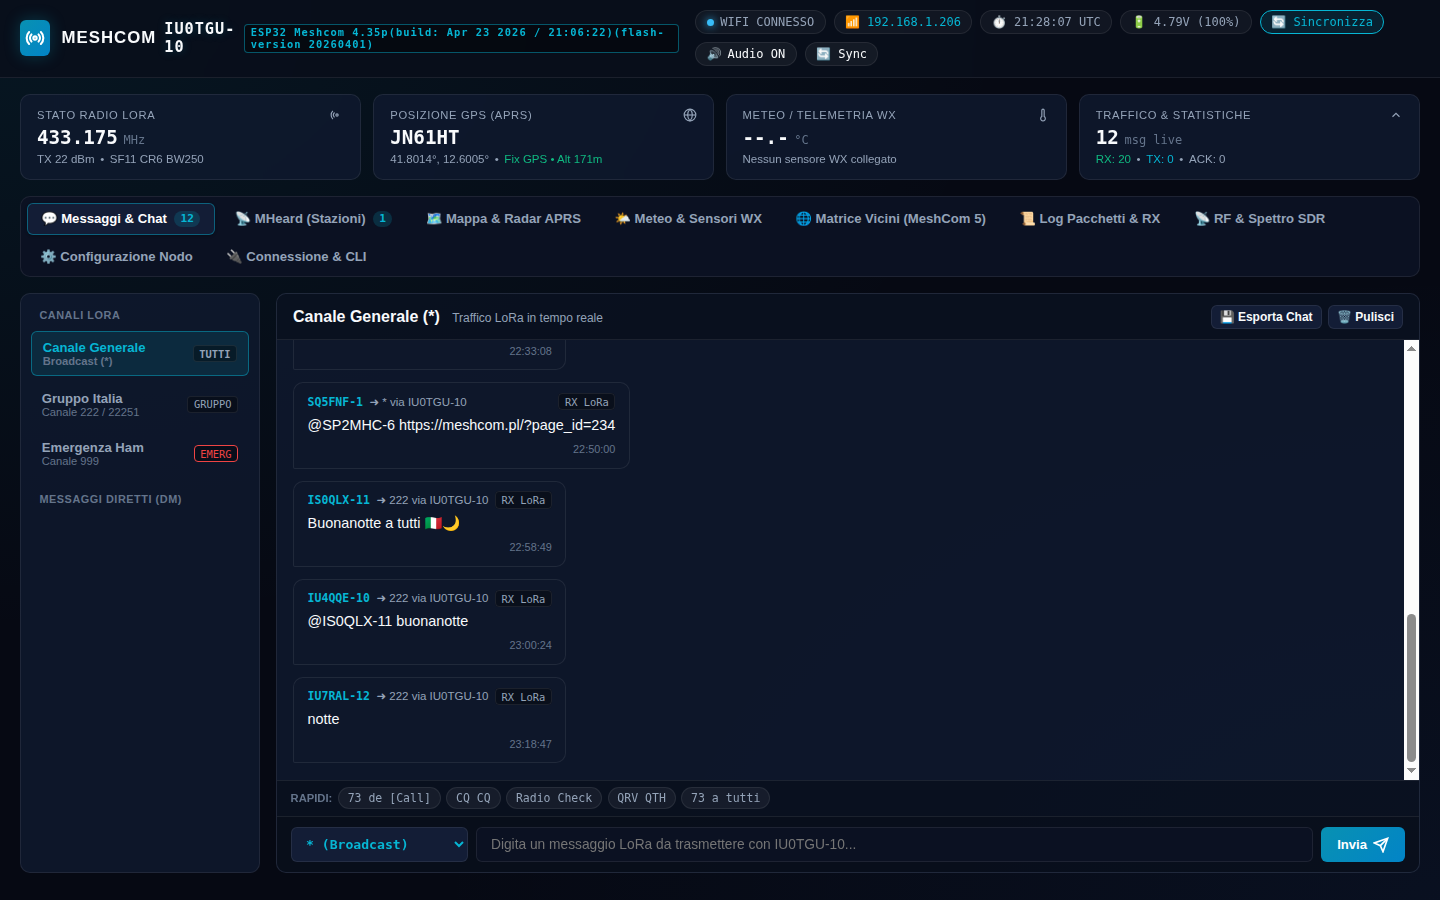 MESHCOM IU0TGU-10
ESP32 Meshcom 4.35p(build: Apr 23 2026 / 21:06:22)(flash-version 20260401)
WIFI CONNESSO
192.168.1.206
21:28:07 UTC
4.79V (100%)
Sincronizza
Audio ON
Sync
STATO RADIO LORA
433.175 MHz
TX 22 dBm • SF11 CR6 BW250
POSIZIONE GPS (APRS)
JN61HT
41.8014°, 12.6005° • Fix GPS • Alt 171m
METEO / TELEMETRIA WX
--.- °C
Nessun sensore WX collegato
TRAFFICO & STATISTICHE
12 msg live
RX: 20 • TX: 0 • ACK: 0
Messaggi & Chat 12
MHeard (Stazioni) 1
Mappa & Radar APRS
Meteo & Sensori WX
Matrice Vicini (MeshCom 5)
Log Pacchetti & RX
RF & Spettro SDR
Configurazione Nodo
Connessione & CLI
CANALI LORA
Canale Generale
Broadcast (*)
TUTTI
Gruppo Italia
Canale 222 / 22251
GRUPPO
Emergenza Ham
Canale 999
EMERG
MESSAGGI DIRETTI (DM)
Canale Generale (*) Traffico LoRa in tempo reale
Esporta Chat
Pulisci
22:33:08
SQ5FNF-1 ➔ * via IU0TGU-10 RX LoRa
@SP2MHC-6 https://meshcom.pl/?page_id=234
22:50:00
IS0QLX-11 ➔ 222 via IU0TGU-10 RX LoRa
Buonanotte a tutti 🇮🇹🌙
22:58:49
IU4QQE-10 ➔ 222 via IU0TGU-10 RX LoRa
@IS0QLX-11 buonanotte
23:00:24
IU7RAL-12 ➔ 222 via IU0TGU-10 RX LoRa
notte
23:18:47
RAPIDI: 73 de [Call] CQ CQ Radio Check QRV QTH 73 a tutti
* (Broadcast)
Digita un messaggio LoRa da trasmettere con IU0TGU-10...
Invia